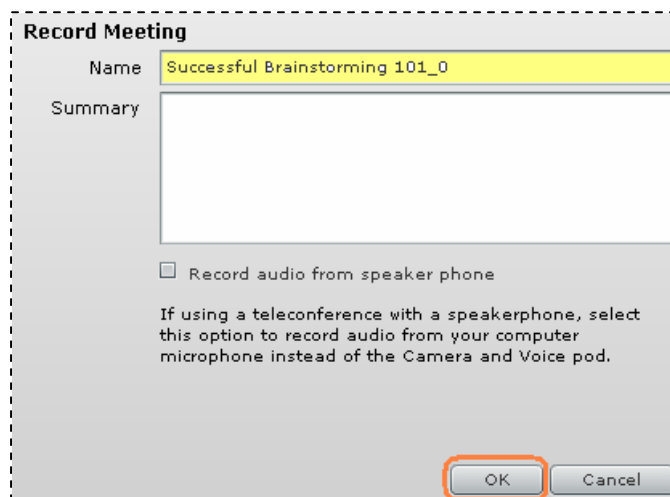 Record Meeting
Name Successful Brainstorming 101_0
Summary
Record audio from speaker phone
If using a teleconference with a speakerphone, select
this option to record audio from your computer
microphone instead of the Camera and Voice pod.
OK Cancel